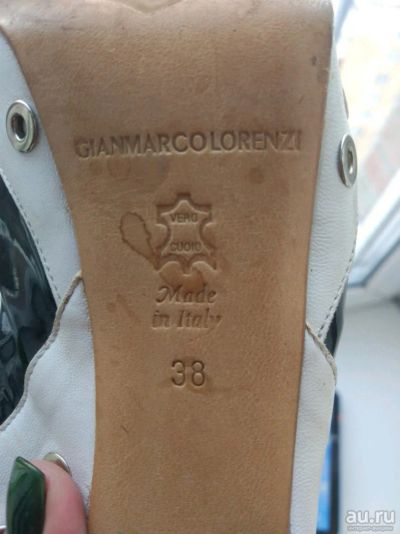 GIANMARCOLORENZI
VERO
CUOIO
Made
in Italy
38
au.ru